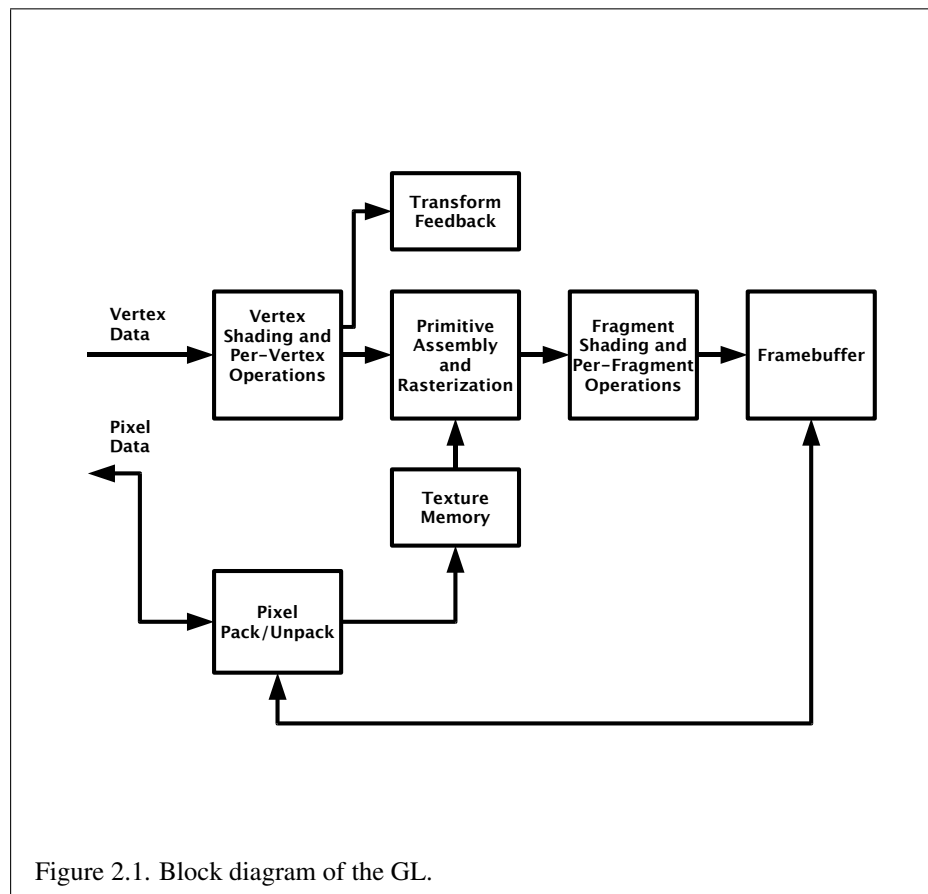 Transform
Feedback
Vertex
Data
Vertex
Shading and
Per-Vertex
Operations
Primitive
Assembly
and
Rasterization
Fragment
Shading and
Per-Fragment
Operations
Framebuffer
Pixel
Data
Texture
Memory
Pixel
Pack/Unpack
Figure 2.1. Block diagram of the GL.